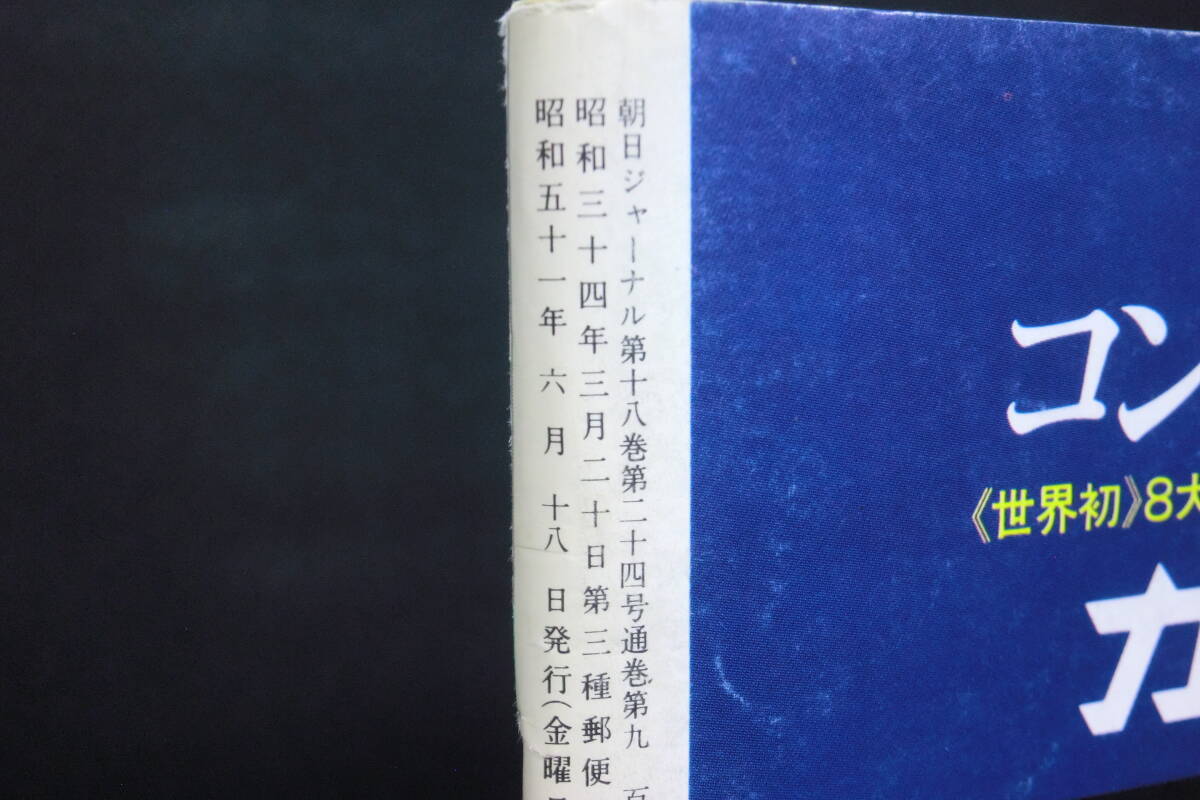 朝日ジャーナル第十八巻第二十四号通巻第九
昭和三十四年三月二十日第三種郵便
昭和五十一年六月十八日発行(金曜
コン
《世界初》8大
カ